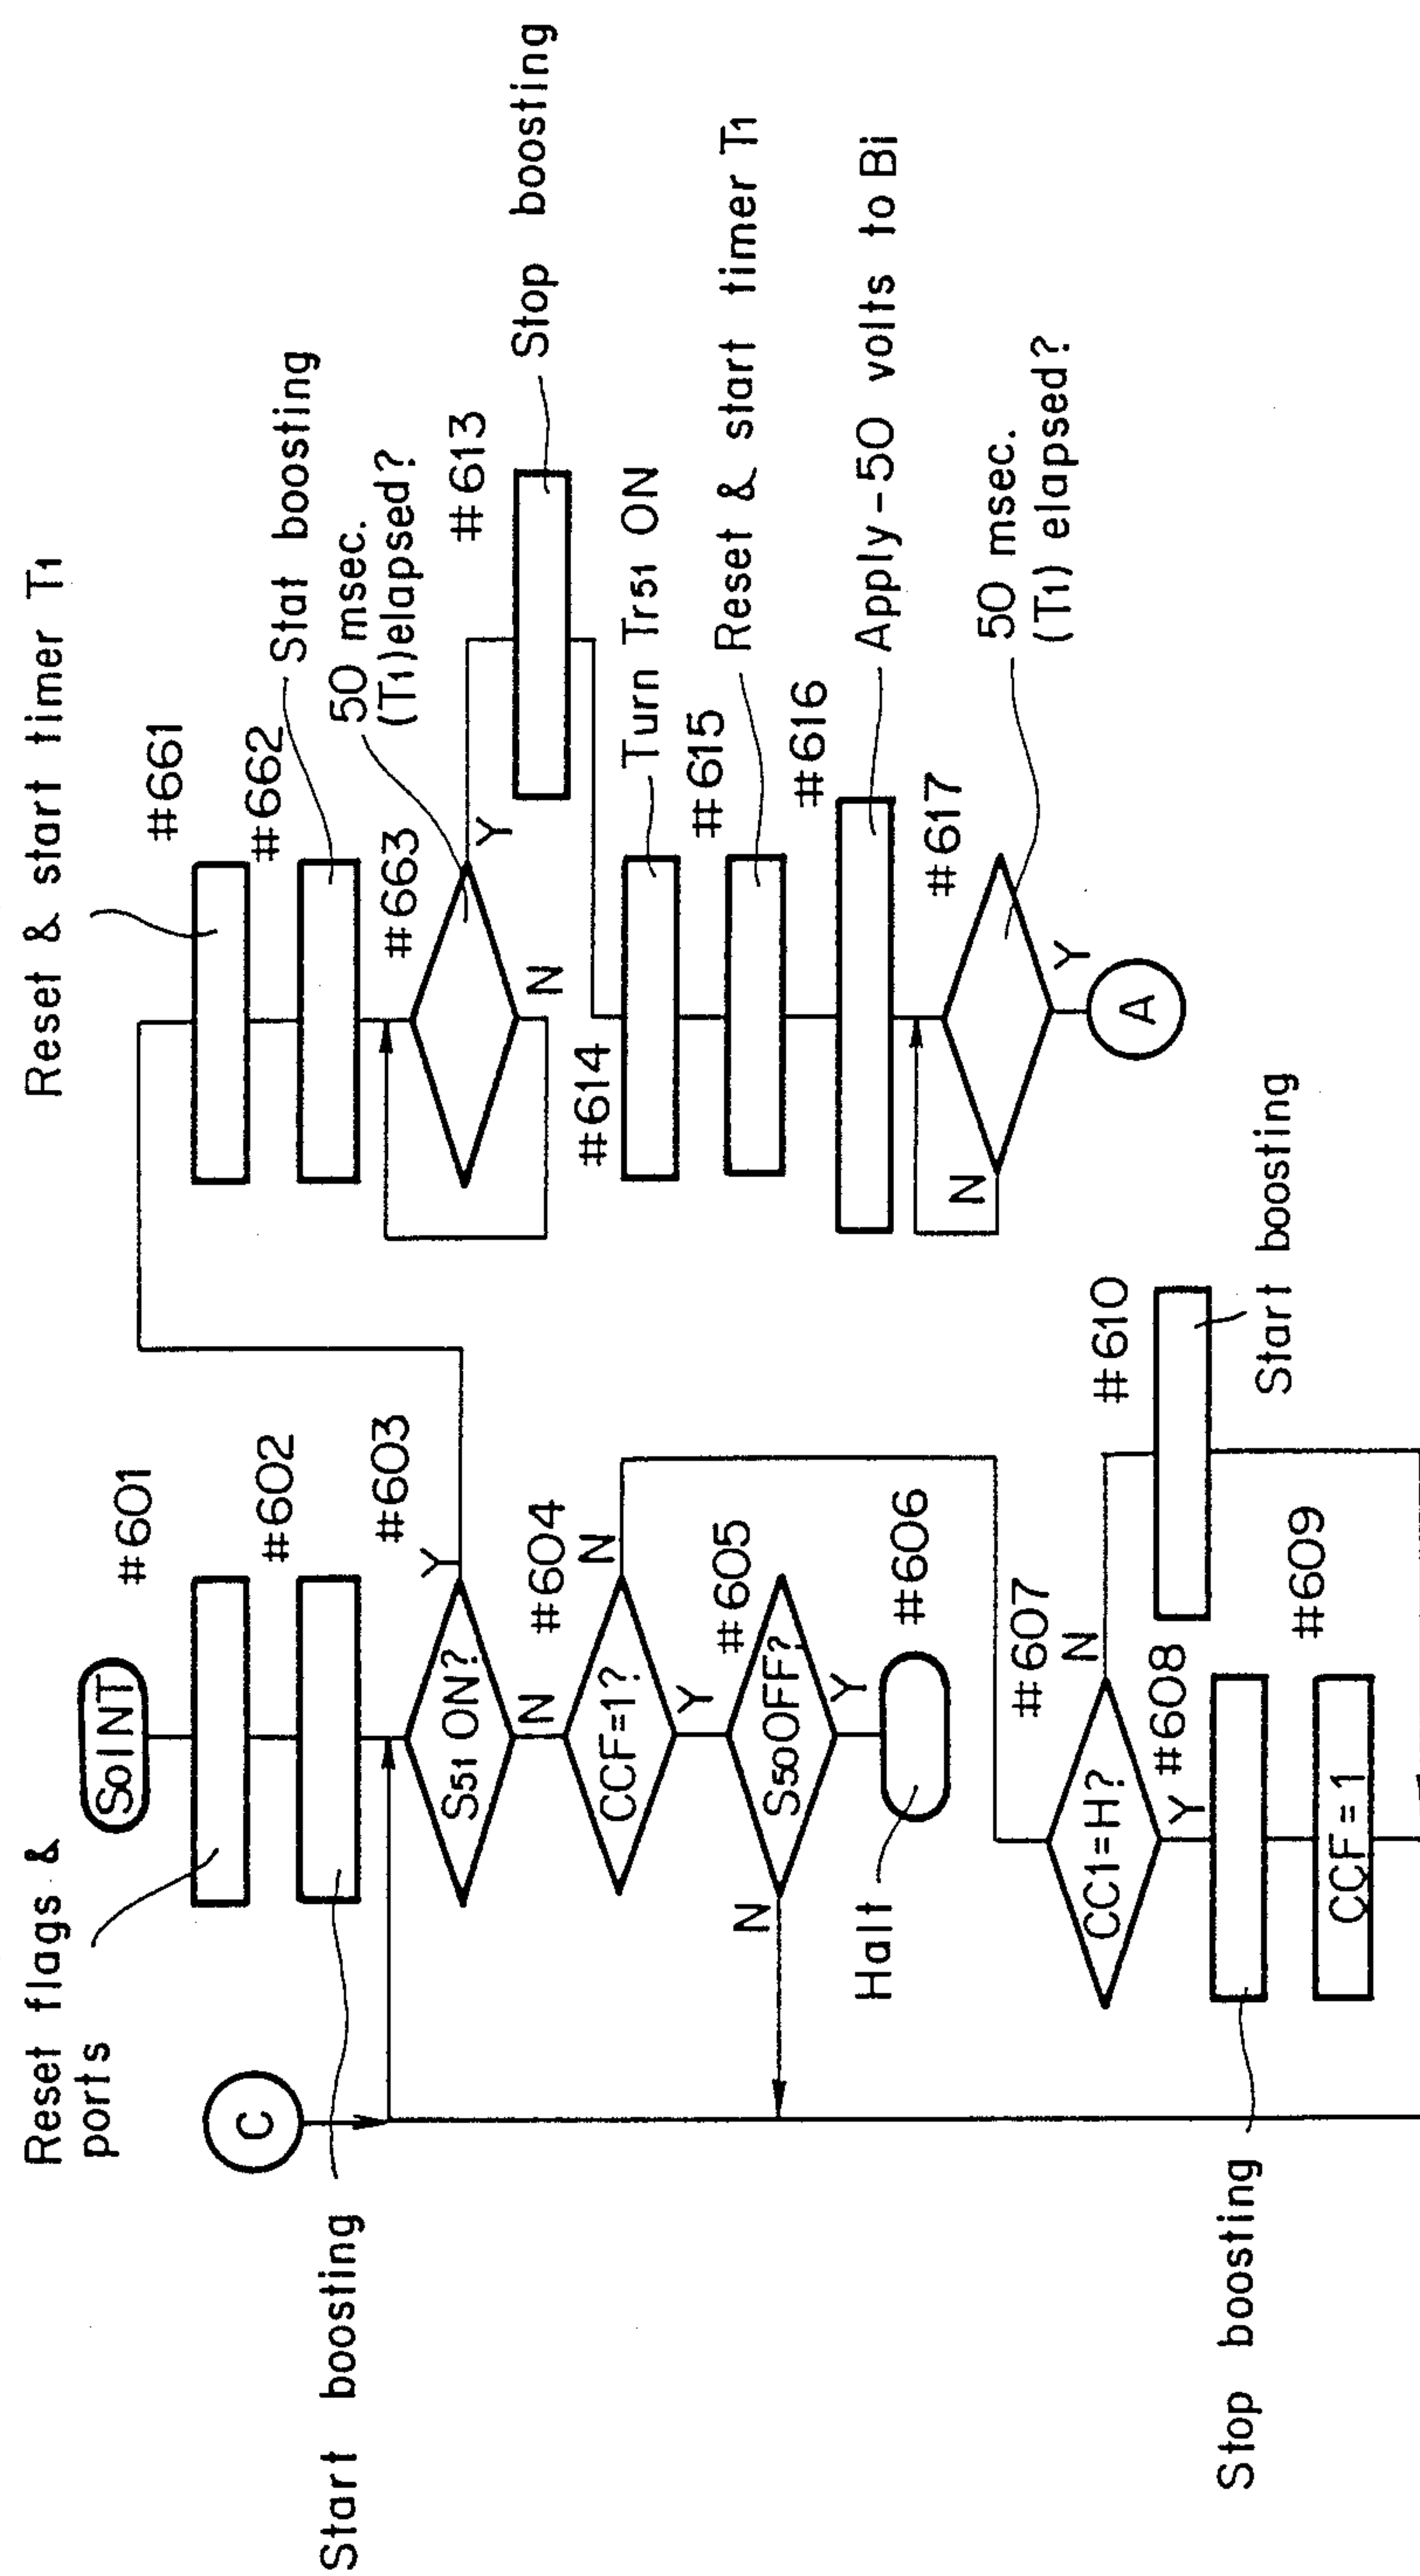 Reset flags &
ports
SoINT
#601
C
Start boosting
#602
S51 ON?
#603
Y
N
CCF=1?
#604
N
Y
S50OFF?
#605
N
Y
Halt
#606
CC1=H?
#607
N
Y
#608
Stop boosting
CCF=1
#609
#610
Start boosting
Reset & start timer T1
#661
#662
Stat boosting
#663
50 msec.
(T1)elapsed?
Y
N
#613
Stop boosting
#614
Turn Tr51 ON
#615
Reset & start timer T1
#616
Apply-50 volts to Bi
#617
50 msec.
(T1) elapsed?
N
Y
A